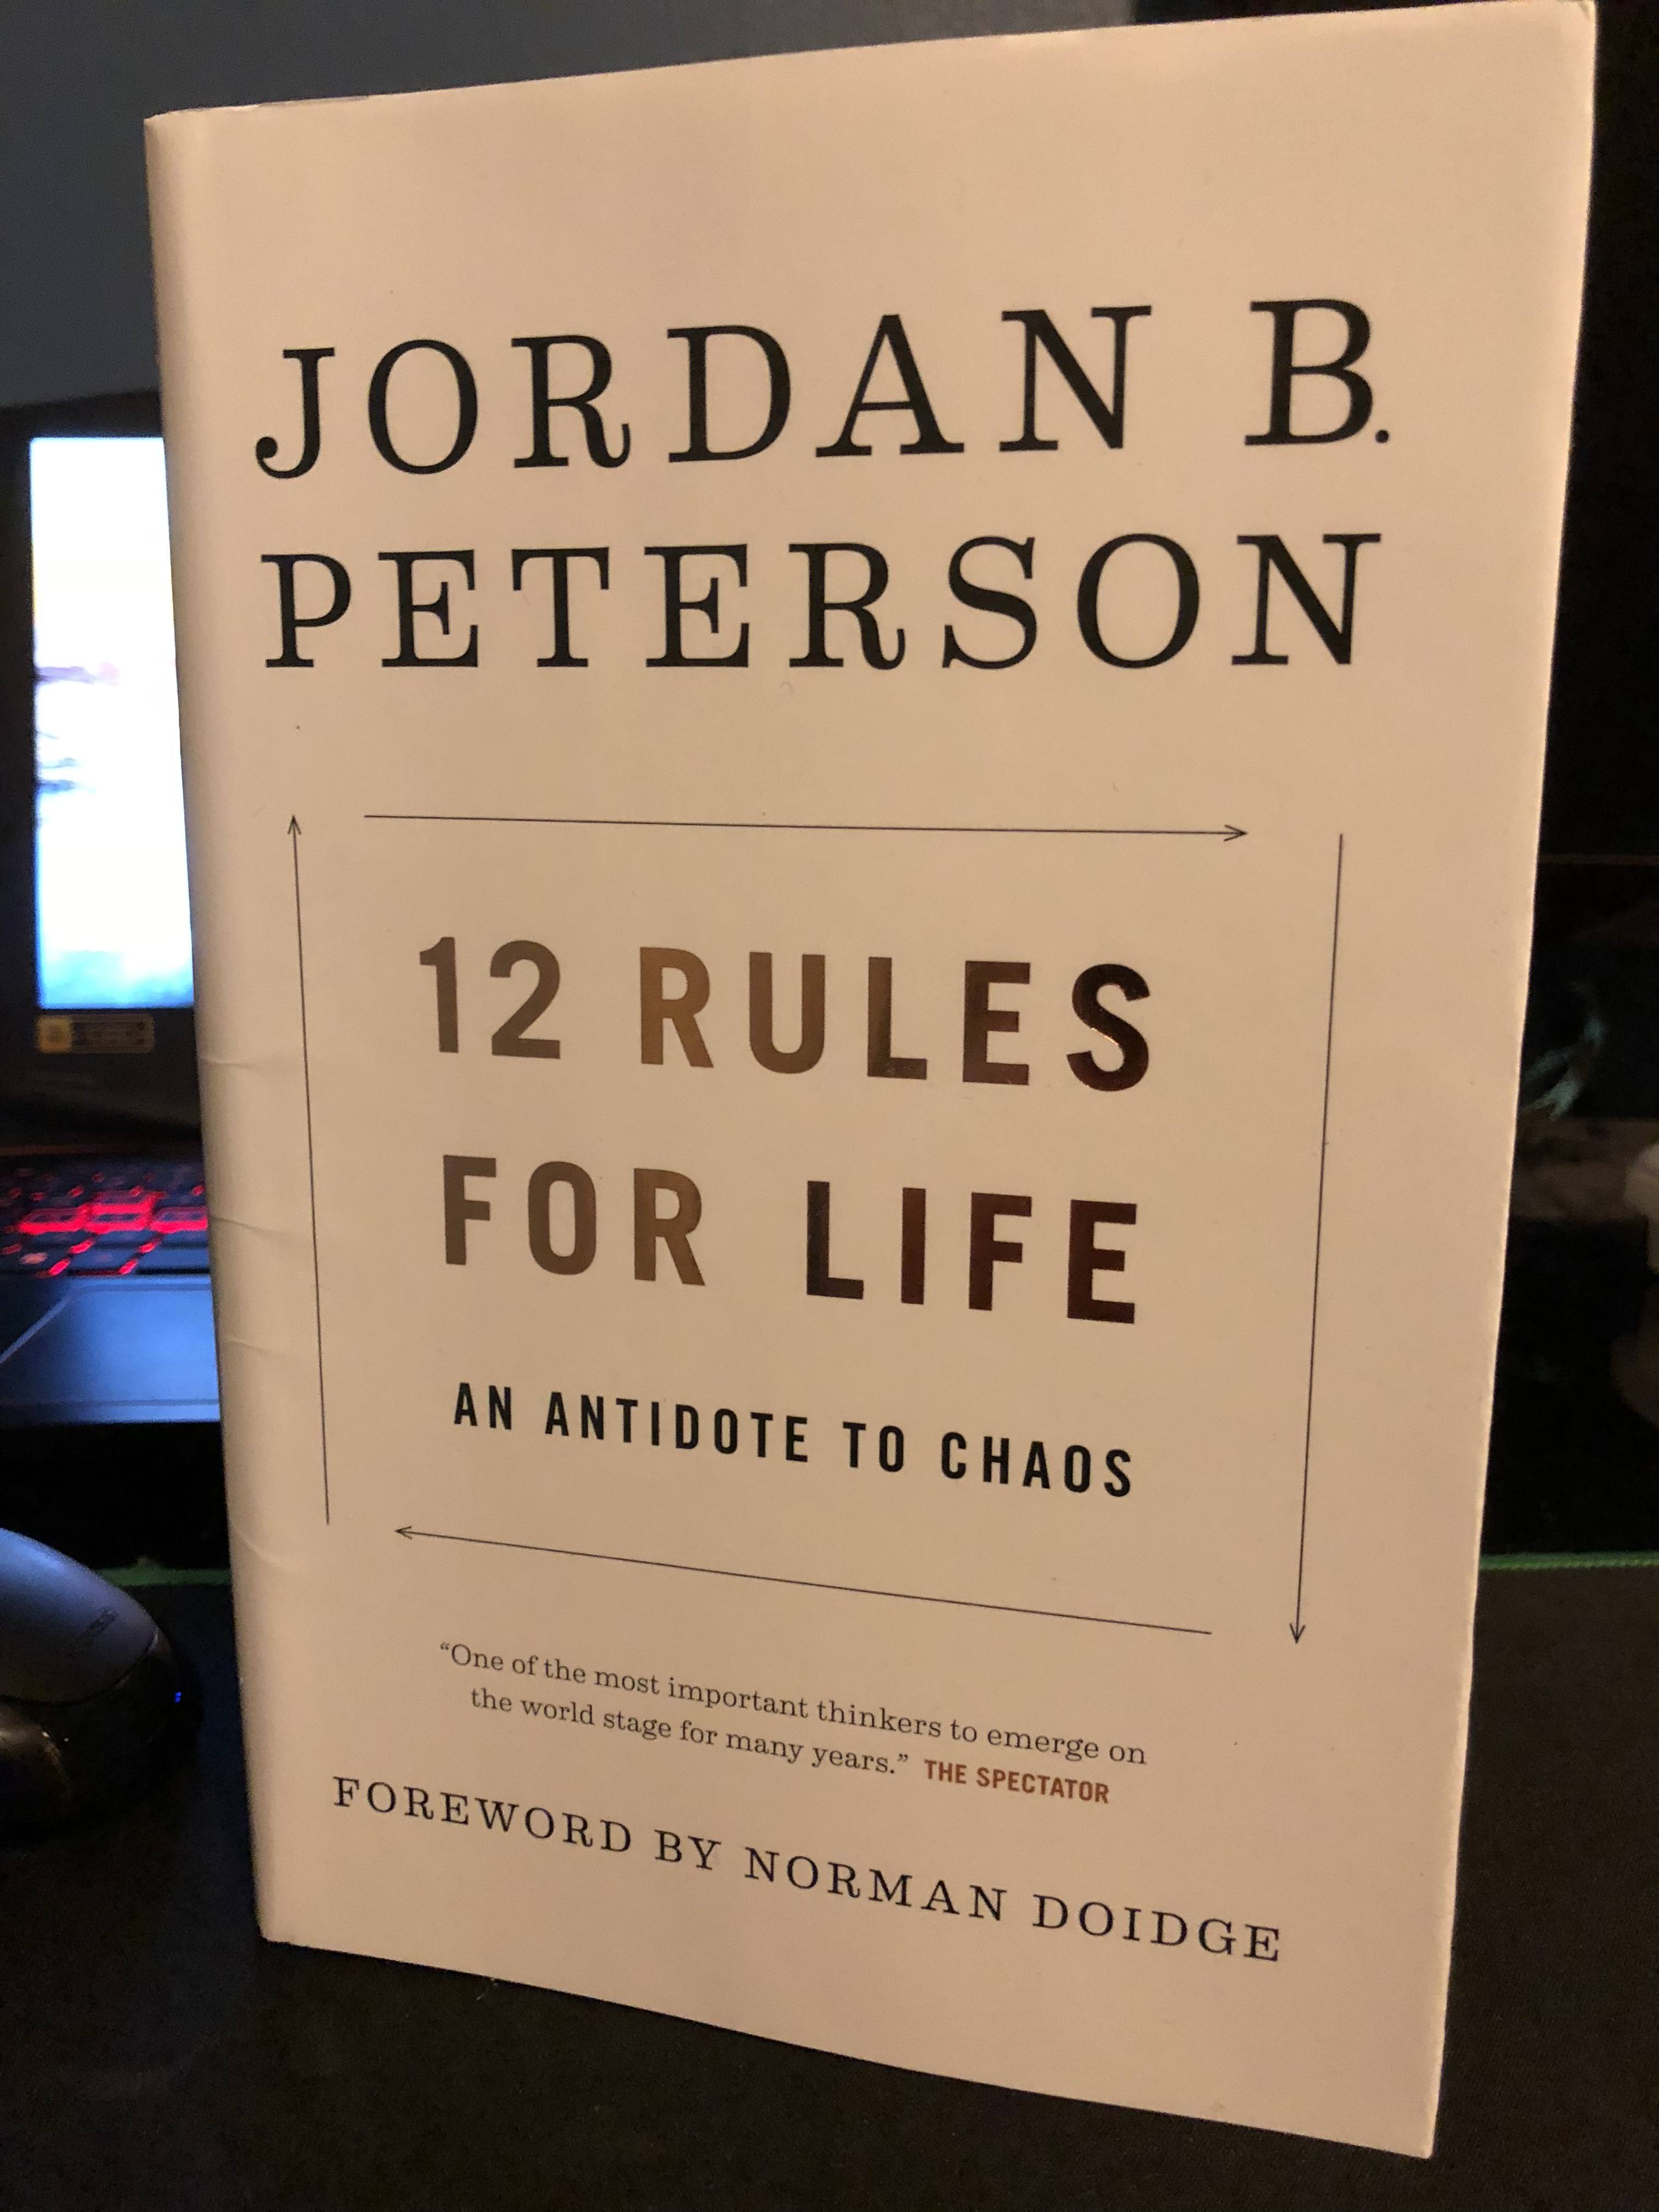 JORDAN B.
PETERSON
12 RULES
FOR LIFE
AN ANTIDOTE TO CHAOS
“One of the most important thinkers to emerge on
the world stage for many years.” THE SPECTATOR
FOREWORD BY NORMAN DOIDGE